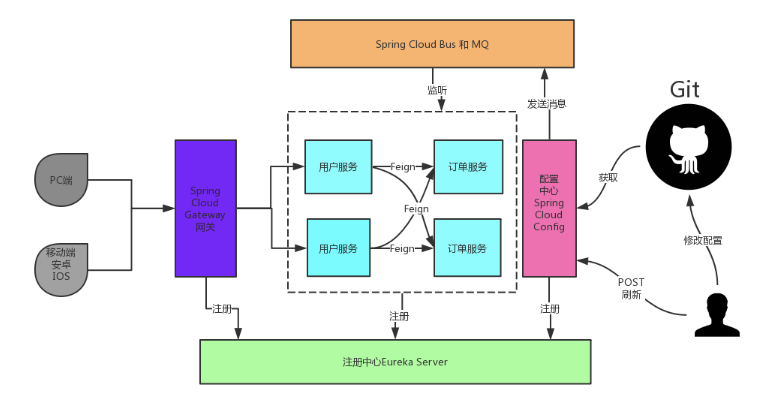 Spring Cloud Bus 和 MQ
监听
发送消息
Git
PC端
移动端
安卓
IOS
Spring
Cloud
Gateway
网关
用户服务
Feign
订单服务
Feign
用户服务
Feign
订单服务
配置
中心
Spring
Cloud
Config
获取
修改配置
POST
刷新
注册
注册
注册
注册中心Eureka Server